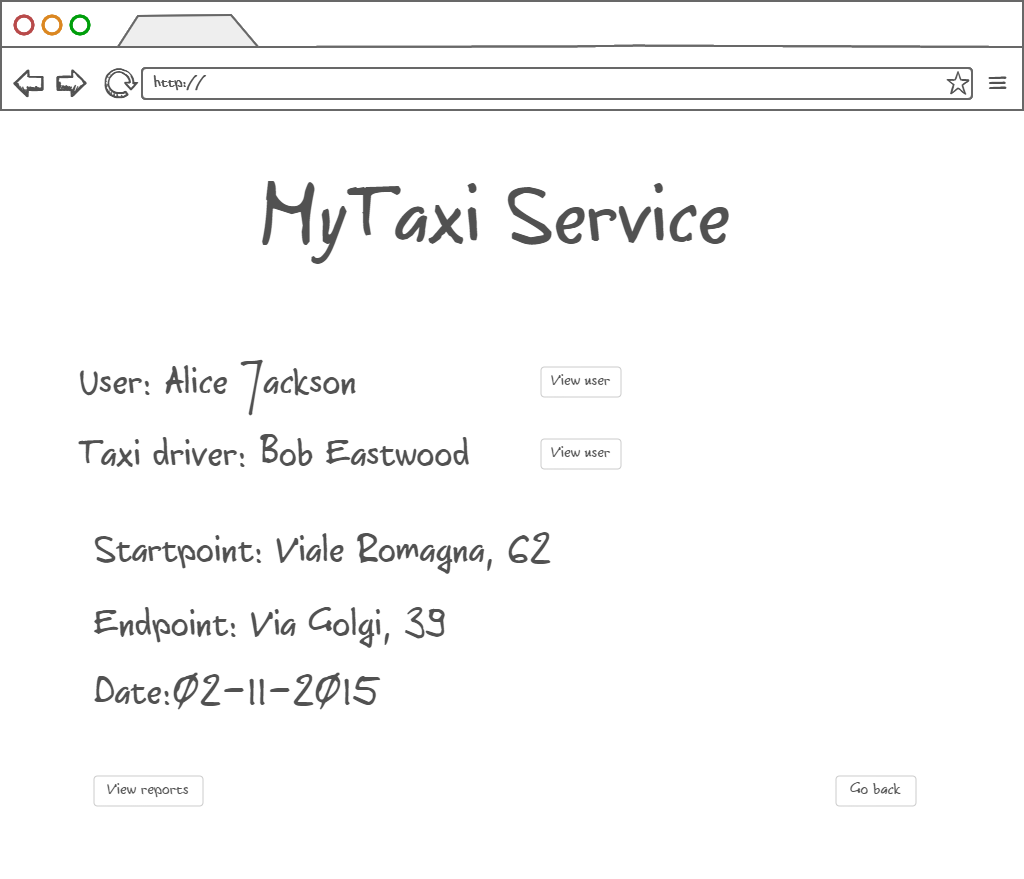 http://
MyTaxi Service
User: Alice Jackson
View user
Taxi driver: Bob Eastwood
View user
Startpoint: Viale Romagna, 62
Endpoint: Via Golgi, 39
Date:02-11-2015
View reports
Go back